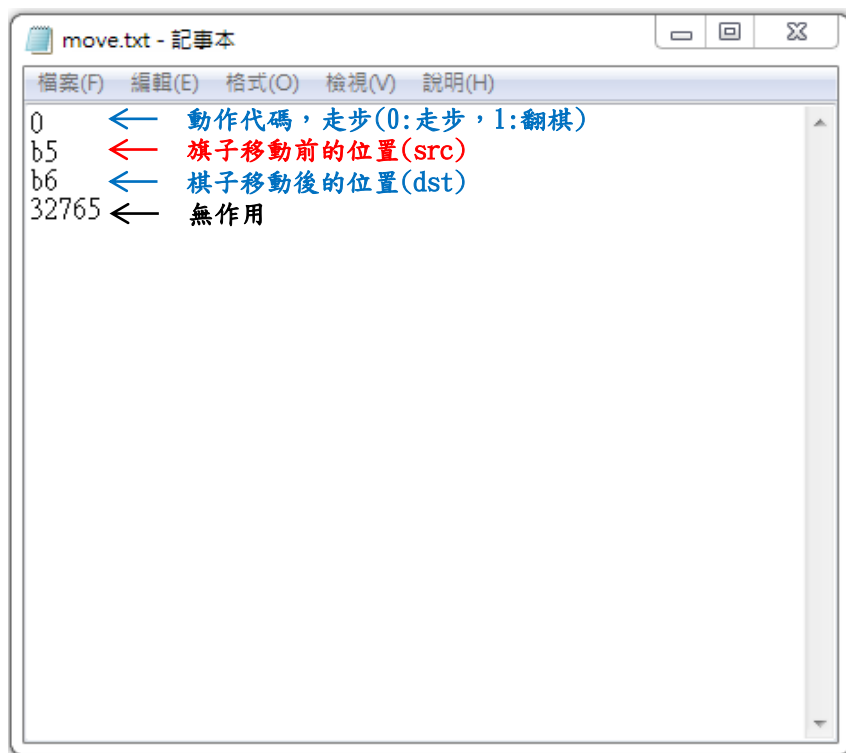 move.txt - 記事本
檔案(F) 編輯(E) 格式(O) 檢視(V) 說明(H)
0 動作代碼，走步(0:走步，1:翻棋)
b5 旗子移動前的位置(src)
b6 棋子移動後的位置(dst)
32765 無作用